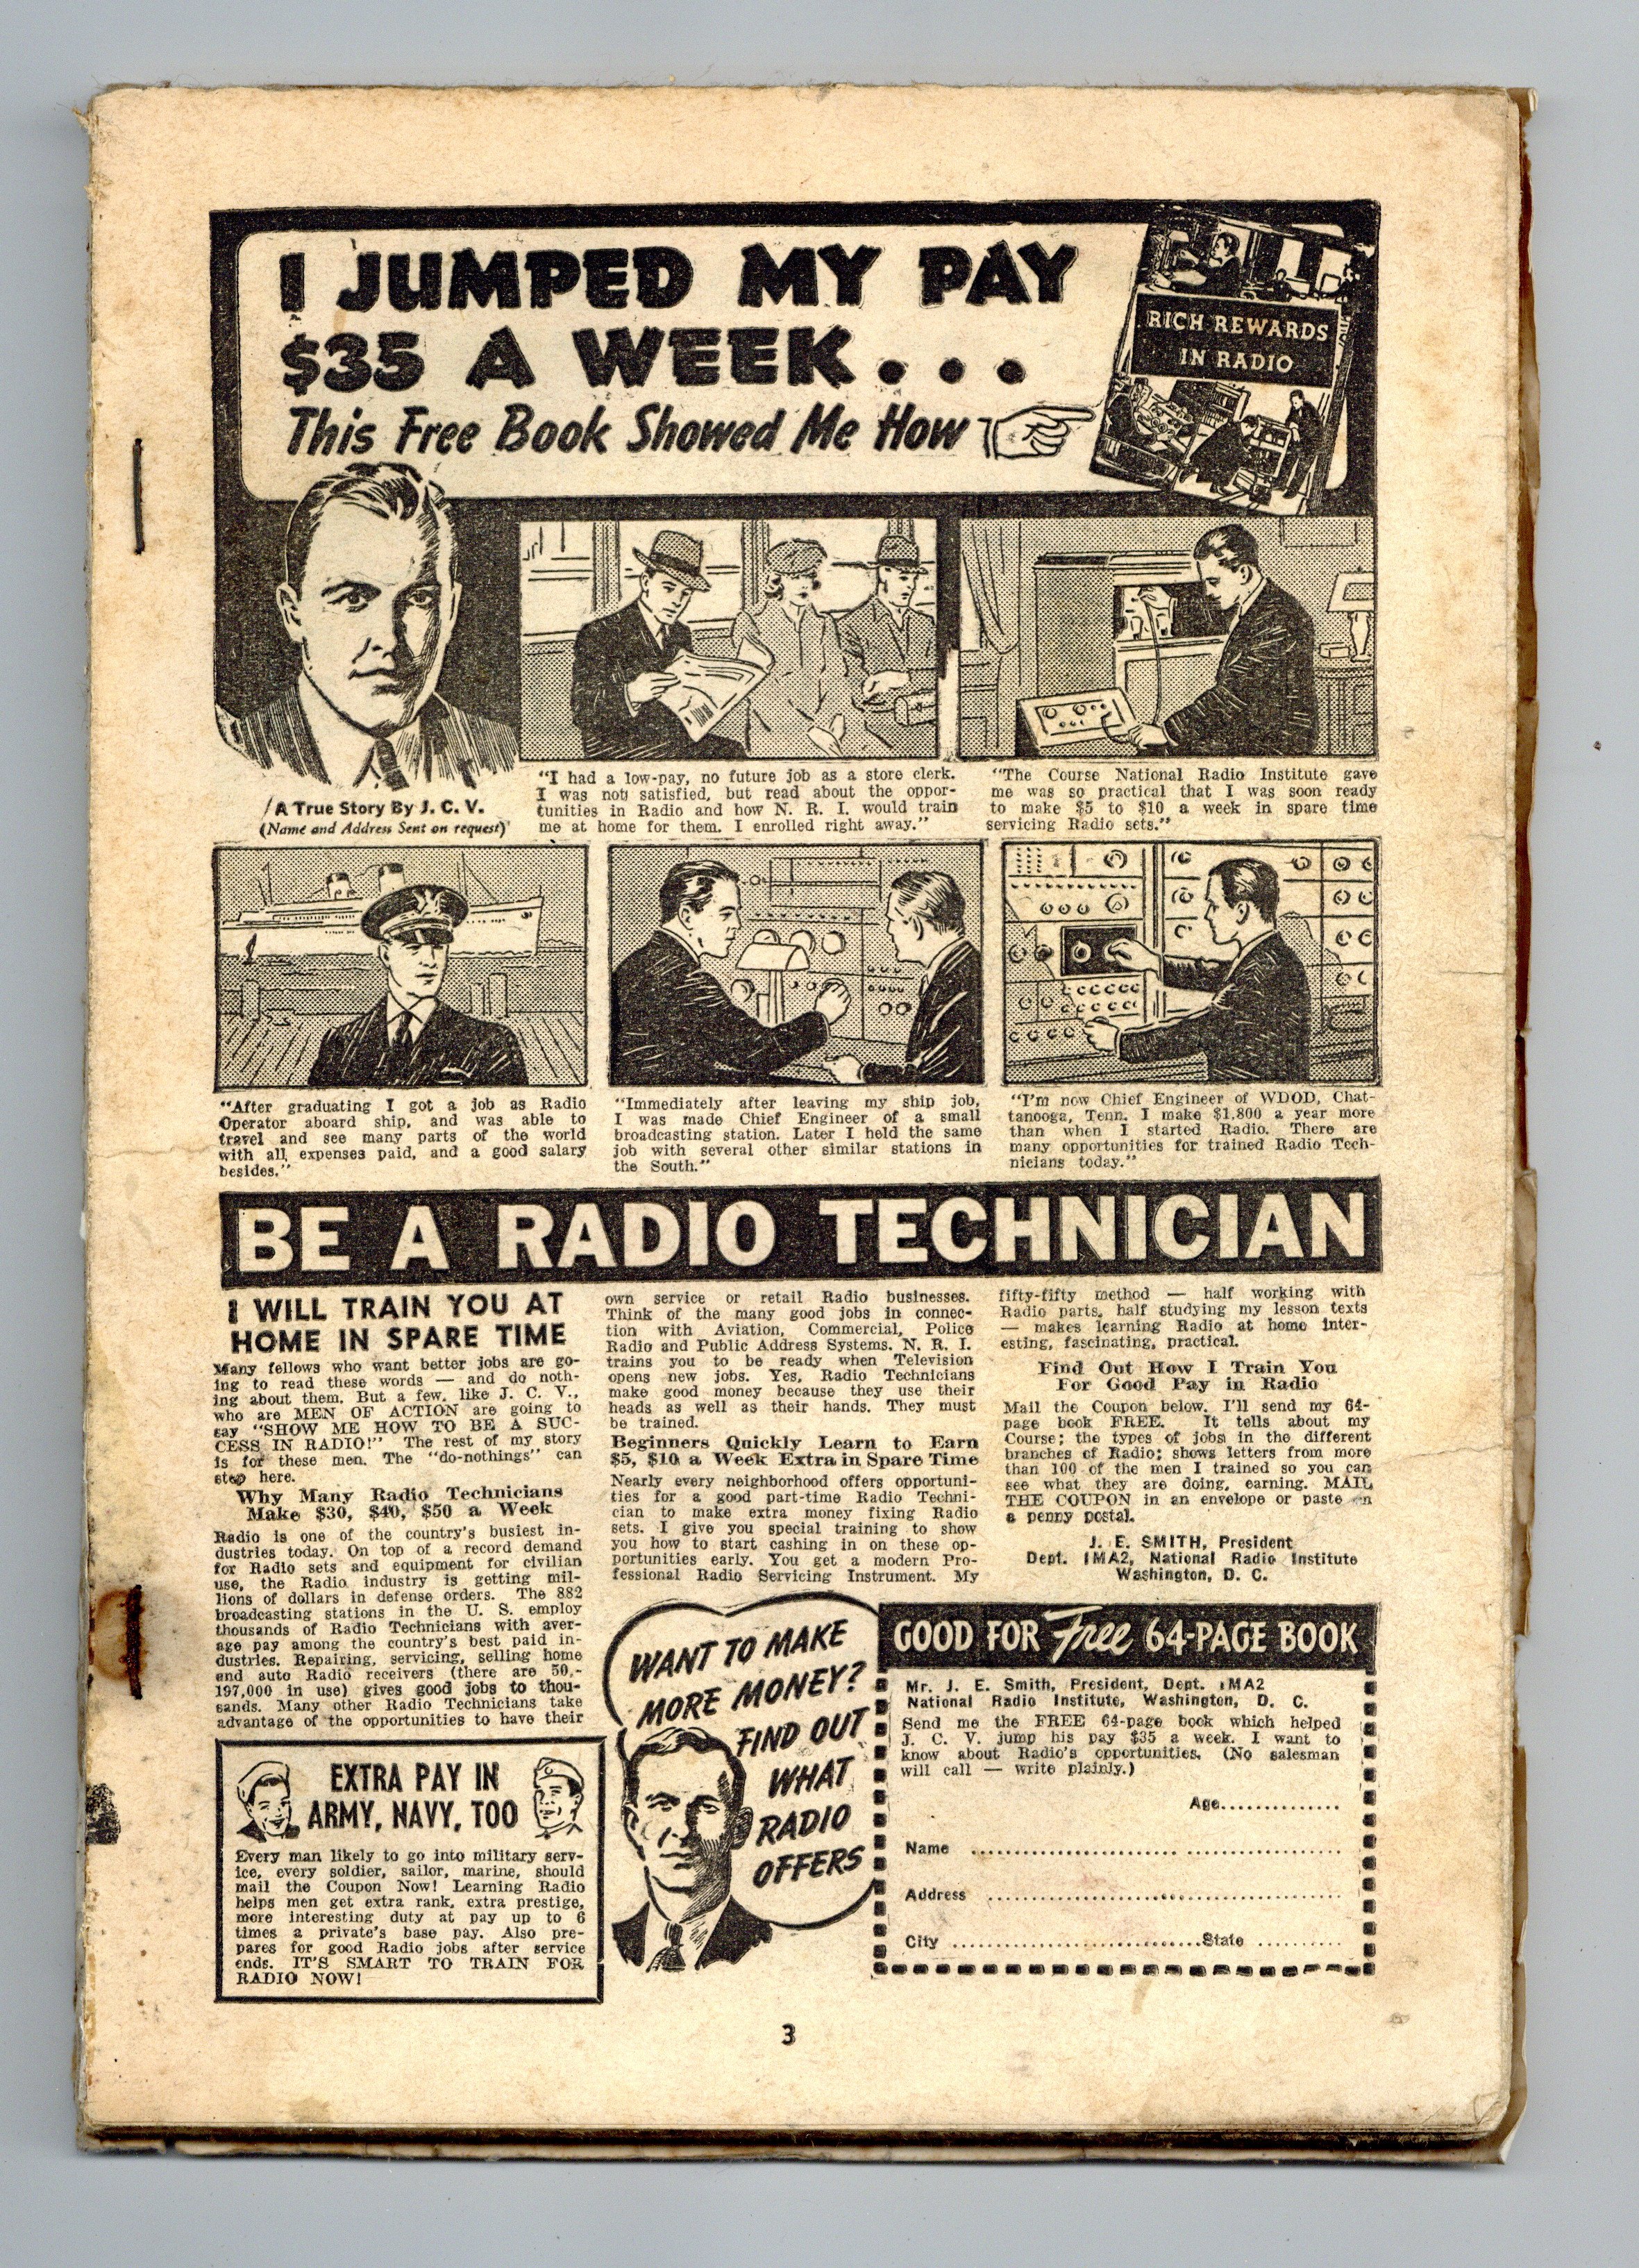 I JUMPED MY PAY
$35 A WEEK...
This Free Book Showed Me How
RICH REWARDS
IN RADIO
A True Story By J. C. V.
(Name and Address Sent on request)
"I had a low-pay, no future job as a store clerk.
I was not satisfied, but read about the oppor-
tunities in Radio and how N. R. I. would train
me at home for them. I enrolled right away."
"The Course National Radio Institute gave
me was so practical that I was soon ready
to make $5 to $10 a week in spare time
servicing Radio sets."
"After graduating I got a job as Radio
Operator aboard ship, and was able to
travel and see many parts of the world
with all expenses paid, and a good salary
besides."
"Immediately after leaving my ship job,
I was made Chief Engineer of a small
broadcasting station. Later I held the same
job with several other similar stations in
the South."
"I'm now Chief Engineer of WDOD, Chat-
tanooga, Tenn. I make $1,800 a year more
than when I started Radio. There are
many opportunities for trained Radio Tech-
nicians today."
BE A RADIO TECHNICIAN
I WILL TRAIN YOU AT
HOME IN SPARE TIME
Many fellows who want better jobs are go-
ing to read these words — and do noth-
ing about them. But a few, like J. C. V.,
who are MEN OF ACTION are going to
say "SHOW ME HOW TO BE A SUC-
CESS IN RADIO!" The rest of my story
is for these men. The "do-nothings" can
stop here.
Why Many Radio Technicians
Make $30, $40, $50 a Week
Radio is one of the country's busiest in-
dustries today. On top of a record demand
for Radio sets and equipment for civilian
use, the Radio industry is getting mil-
lions of dollars in defense orders. The 882
broadcasting stations in the U. S. employ
thousands of Radio Technicians with aver-
age pay among the country's best paid in-
dustries. Repairing, servicing, selling home
and auto Radio receivers (there are 50,-
197,000 in use) gives good jobs to thou-
sands. Many other Radio Technicians take
advantage of the opportunities to have their
own service or retail Radio businesses.
Think of the many good jobs in connec-
tion with Aviation, Commercial, Police
Radio and Public Address Systems. N. R. I.
trains you to be ready when Television
opens new jobs. Yes, Radio Technicians
make good money because they use their
heads as well as their hands. They must
be trained.
Beginners Quickly Learn to Earn
$5, $10 a Week Extra in Spare Time
Nearly every neighborhood offers opportuni-
ties for a good part-time Radio Techni-
cian to make extra money fixing Radio
sets. I give you special training to show
you how to start cashing in on these op-
portunities early. You get a modern Pro-
fessional Radio Servicing Instrument. My
fifty-fifty method — half working with
Radio parts, half studying my lesson texts
— makes learning Radio at home inter-
esting, fascinating, practical.
Find Out How I Train You
For Good Pay in Radio
Mail the Coupon below. I'll send my 64-
page book FREE. It tells about my
Course; the types of jobs in the different
branches of Radio; shows letters from more
than 100 of the men I trained so you can
see what they are doing, earning. MAIL
THE COUPON in an envelope or paste on
a penny postal.
J. E. SMITH, President
Dept. 1MA2, National Radio Institute
Washington, D. C.
EXTRA PAY IN
ARMY, NAVY, TOO
Every man likely to go into military serv-
ice, every soldier, sailor, marine, should
mail the Coupon Now! Learning Radio
helps men get extra rank, extra prestige,
more interesting duty at pay up to 6
times a private's base pay. Also pre-
pares for good Radio jobs after service
ends. IT'S SMART TO TRAIN FOR
RADIO NOW!
WANT TO MAKE
MORE MONEY?
FIND OUT
WHAT
RADIO
OFFERS
GOOD FOR Free 64-PAGE BOOK
Mr. J. E. Smith, President, Dept. 1MA2
National Radio Institute, Washington, D. C.
Send me the FREE 64-page book which helped
J. C. V. jump his pay $35 a week. I want to
know about Radio's opportunities. (No salesman
will call — write plainly.)
Age..............
Name ..............................................
Address ..............................................
City ..................................State ............
3